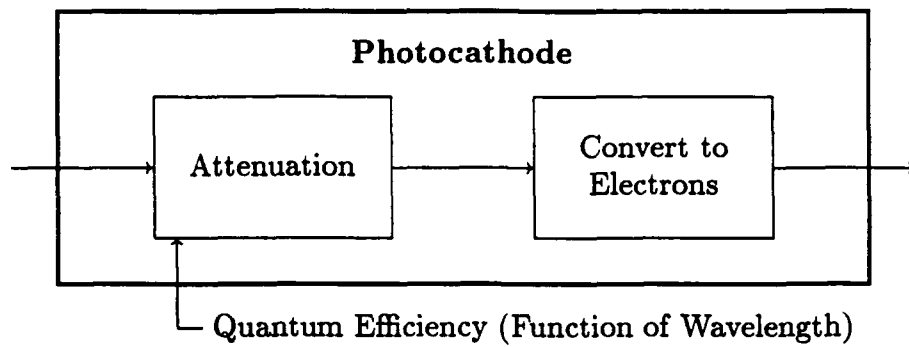 Photocathode
Attenuation
Convert to
Electrons
Quantum Efficiency (Function of Wavelength)